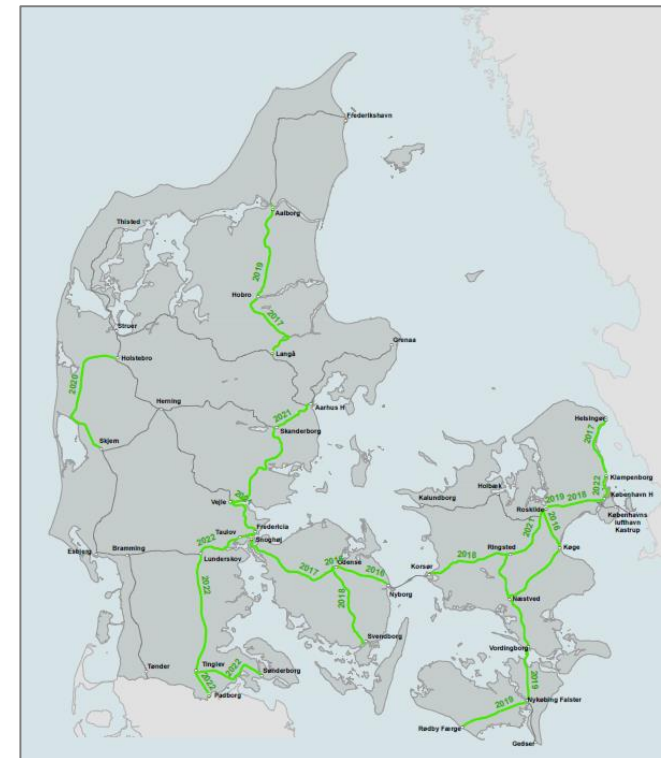 Frederikshavn
Aalborg
Thisted
2019
Hobro
2017
Struer
Langå
Grenaa
Holstebro
2020
Herning
Aarhus H
2021
Skanderborg
Skjem
Helsingør
2017
Klampenborg
2022
København H
Københavns
lufthavn
Kastrup
Holbæk
Kalundborg
2019
2018
Roskilde
Vejle
Fredericia
Taulov
Snoghøj
2022
Lunderskov
Esbjerg
Bramming
2021
Køge
Ringsted
2018
Korsør
2017
Odense
2018
Nyborg
2022
2018
Svendborg
Næstved
Vordingborg
Tønder
Tinglev
2022
Sønderborg
2022
Padborg
2019
Nykøbing Falster
Rødby Færge
Gedser